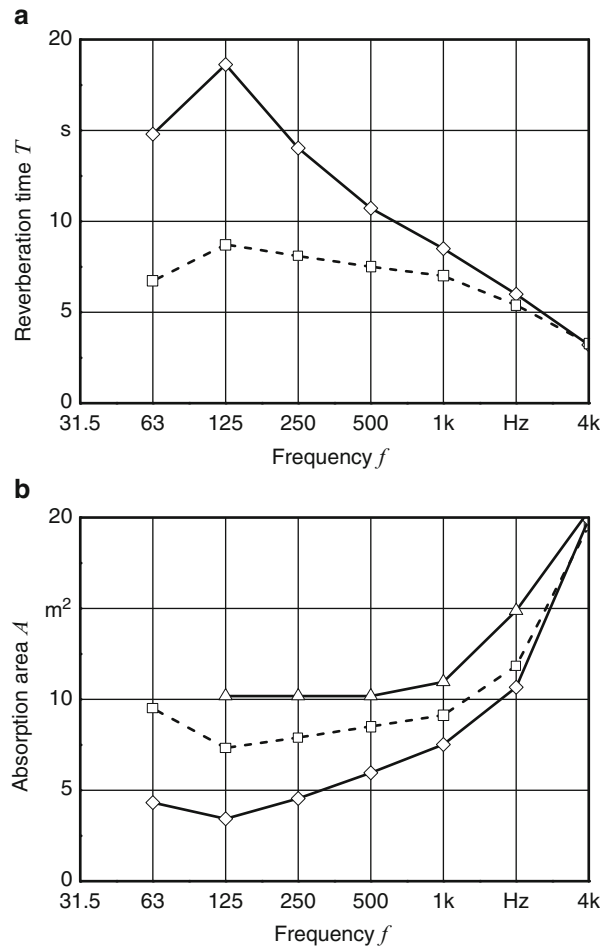 a
20
s
10
5
0
Reverberation time T
31.5 63 125 250 500 1k Hz 4k
Frequency f
b
20
m²
10
5
0
Absorption area A
31.5 63 125 250 500 1k Hz 4k
Frequency f